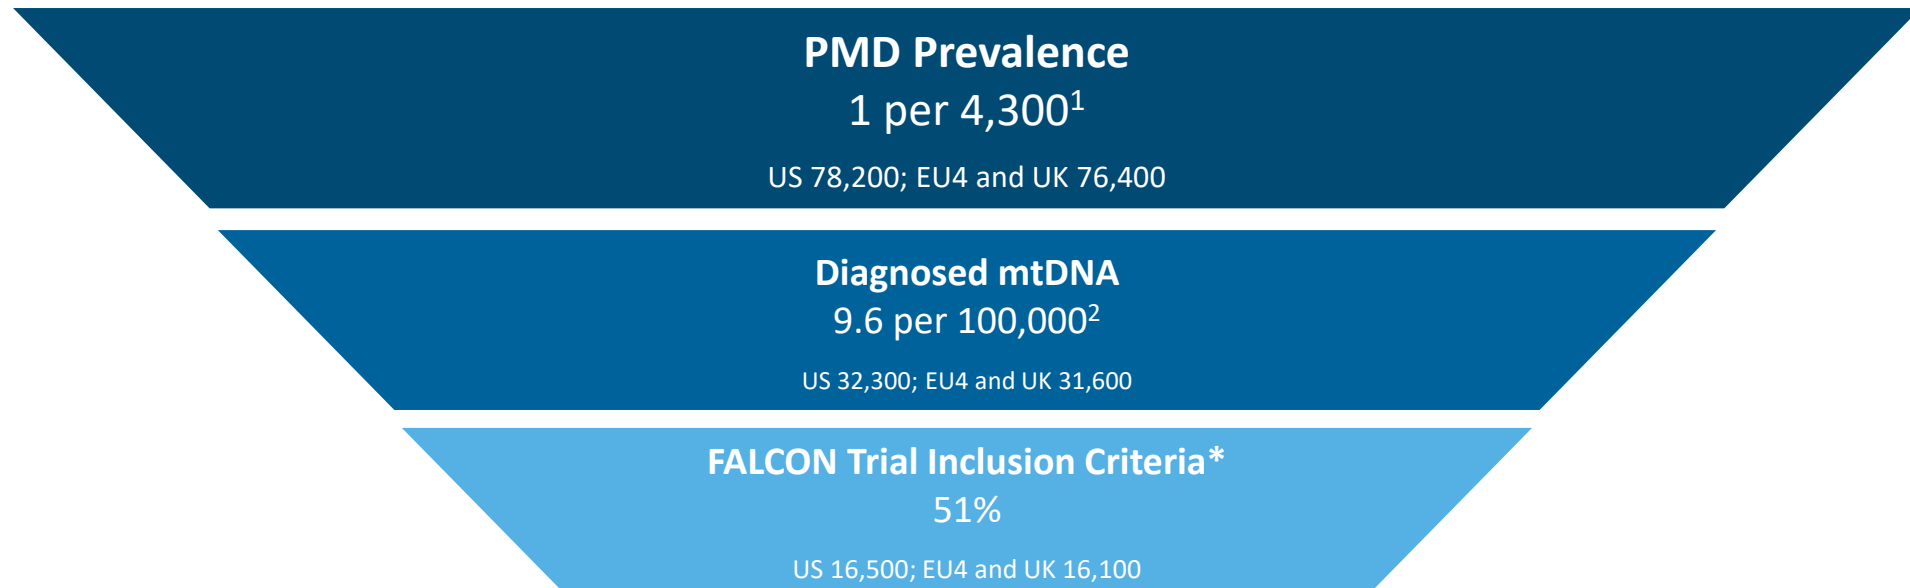 PMD Prevalence
1 per 4,300¹
US 78,200; EU4 and UK 76,400
Diagnosed mtDNA
9.6 per 100,000²
US 32,300; EU4 and UK 31,600
FALCON Trial Inclusion Criteria*
51%
US 16,500; EU4 and UK 16,100